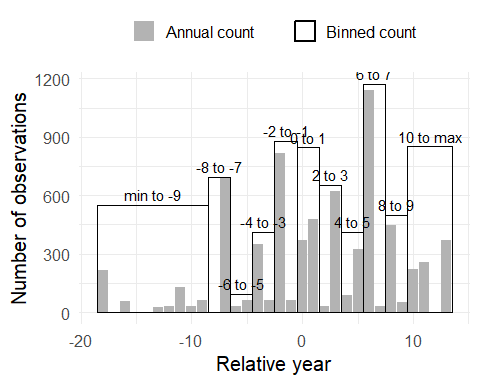 Annual count
Binned count
Number of observations
1200
900
600
300
0
6 to 7
-2 to -1
0 to 1
10 to max
-8 to -7
2 to 3
min to -9
8 to 9
-4 to -3
4 to 5
-6 to -5
-20
-10
0
10
Relative year